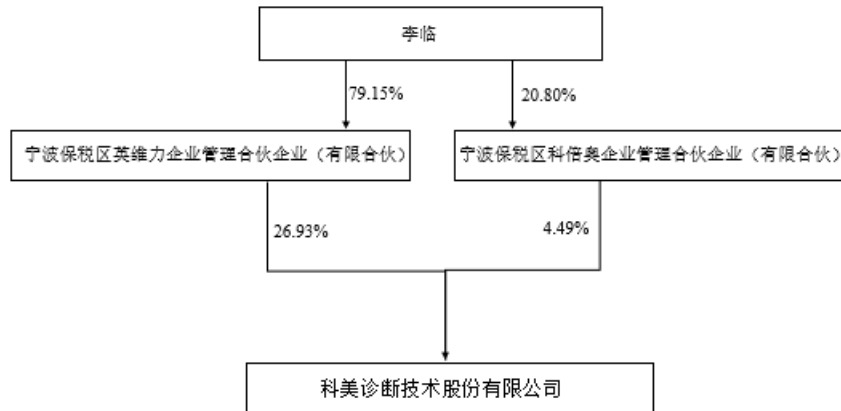 李临
79.15%
20.80%
宁波保税区英维力企业管理合伙企业（有限合伙）
宁波保税区科倍奥企业管理合伙企业（有限合伙）
26.93%
4.49%
科美诊断技术股份有限公司